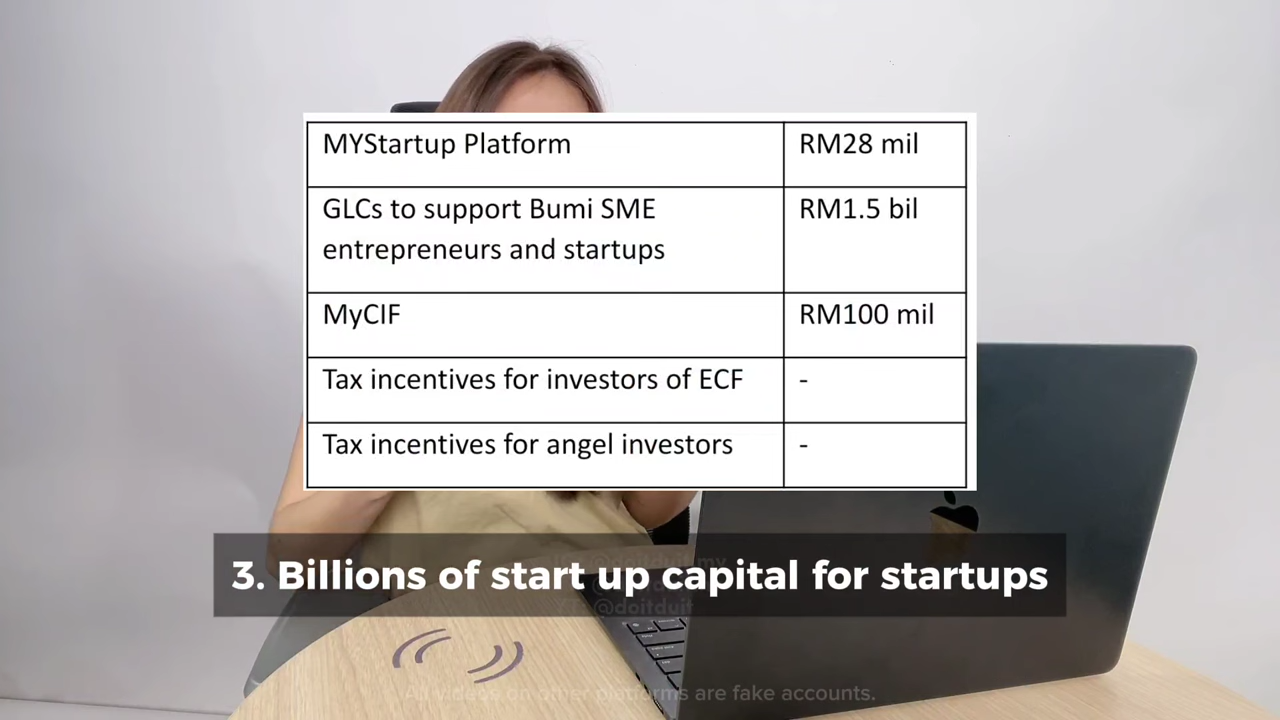 MYStartup Platform
RM28 mil
GLCs to support Bumi SME
entrepreneurs and startups
RM1.5 bil
MyCIF
RM100 mil
Tax incentives for investors of ECF
-
Tax incentives for angel investors
-
3. Billions of start up capital for startups
@doitduit
All videos on other platforms are fake accounts.